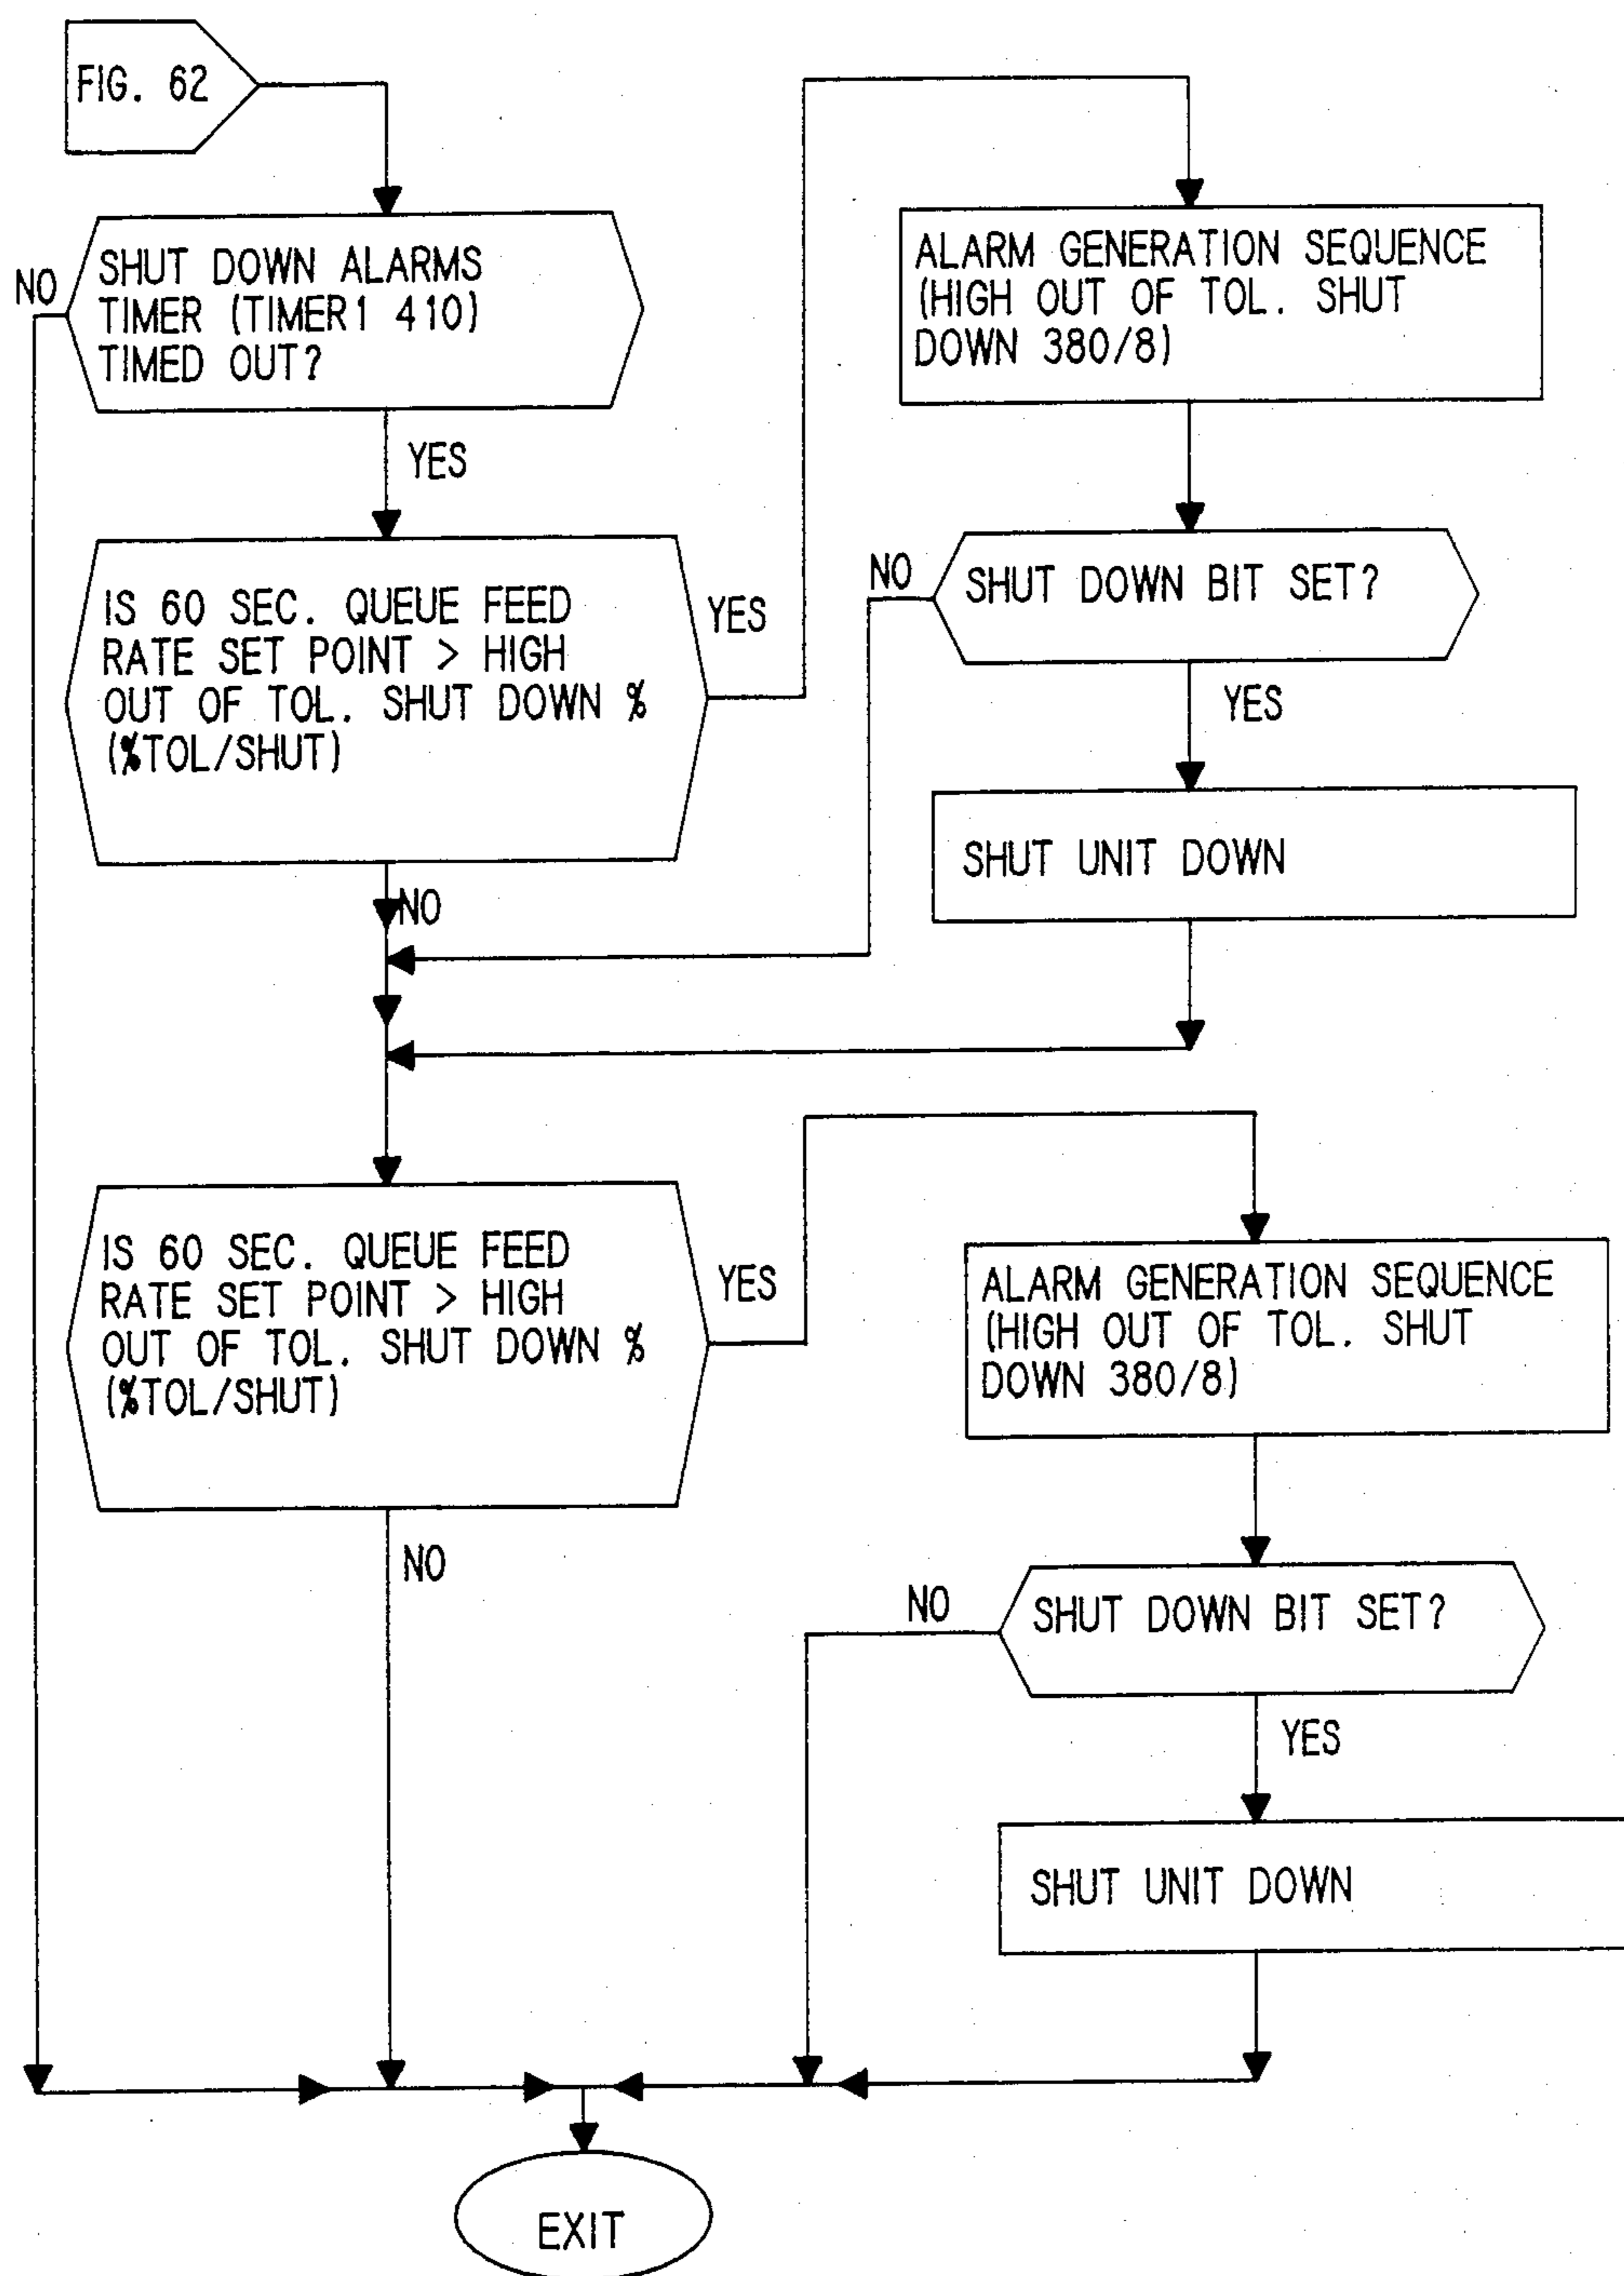 FIG. 62
SHUT DOWN ALARMS
TIMER (TIMER1 410)
TIMED OUT?
NO
YES
IS 60 SEC. QUEUE FEED
RATE SET POINT > HIGH
OUT OF TOL. SHUT DOWN %
(%TOL/SHUT)
YES
NO
ALARM GENERATION SEQUENCE
(HIGH OUT OF TOL. SHUT
DOWN 380/8)
SHUT DOWN BIT SET?
NO
YES
SHUT UNIT DOWN
IS 60 SEC. QUEUE FEED
RATE SET POINT > HIGH
OUT OF TOL. SHUT DOWN %
(%TOL/SHUT)
YES
NO
ALARM GENERATION SEQUENCE
(HIGH OUT OF TOL. SHUT
DOWN 380/8)
SHUT DOWN BIT SET?
NO
YES
SHUT UNIT DOWN
EXIT